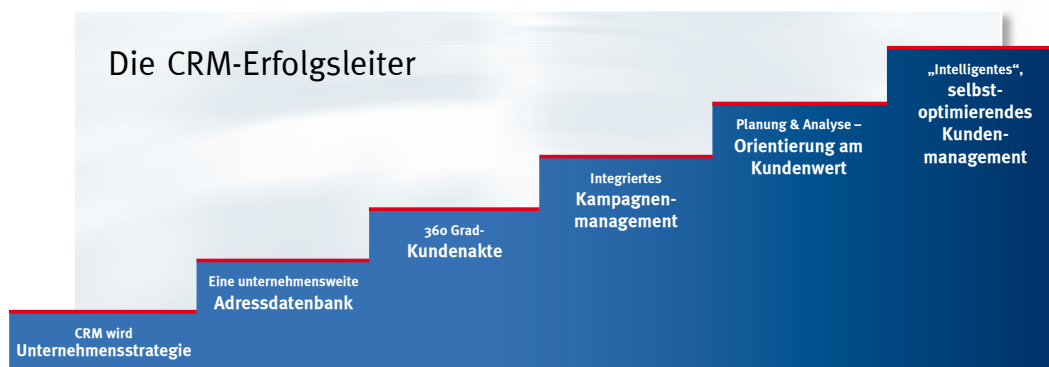 Die CRM-Erfolgsleiter
CRM wird
Unternehmensstrategie
Eine unternehmensweite
Adressdatenbank
360 Grad-
Kundenakte
Integriertes
Kampagnen-
management
Planung & Analyse –
Orientierung am
Kundenwert
„Intelligentes“,
selbst-
optimierendes
Kunden-
management